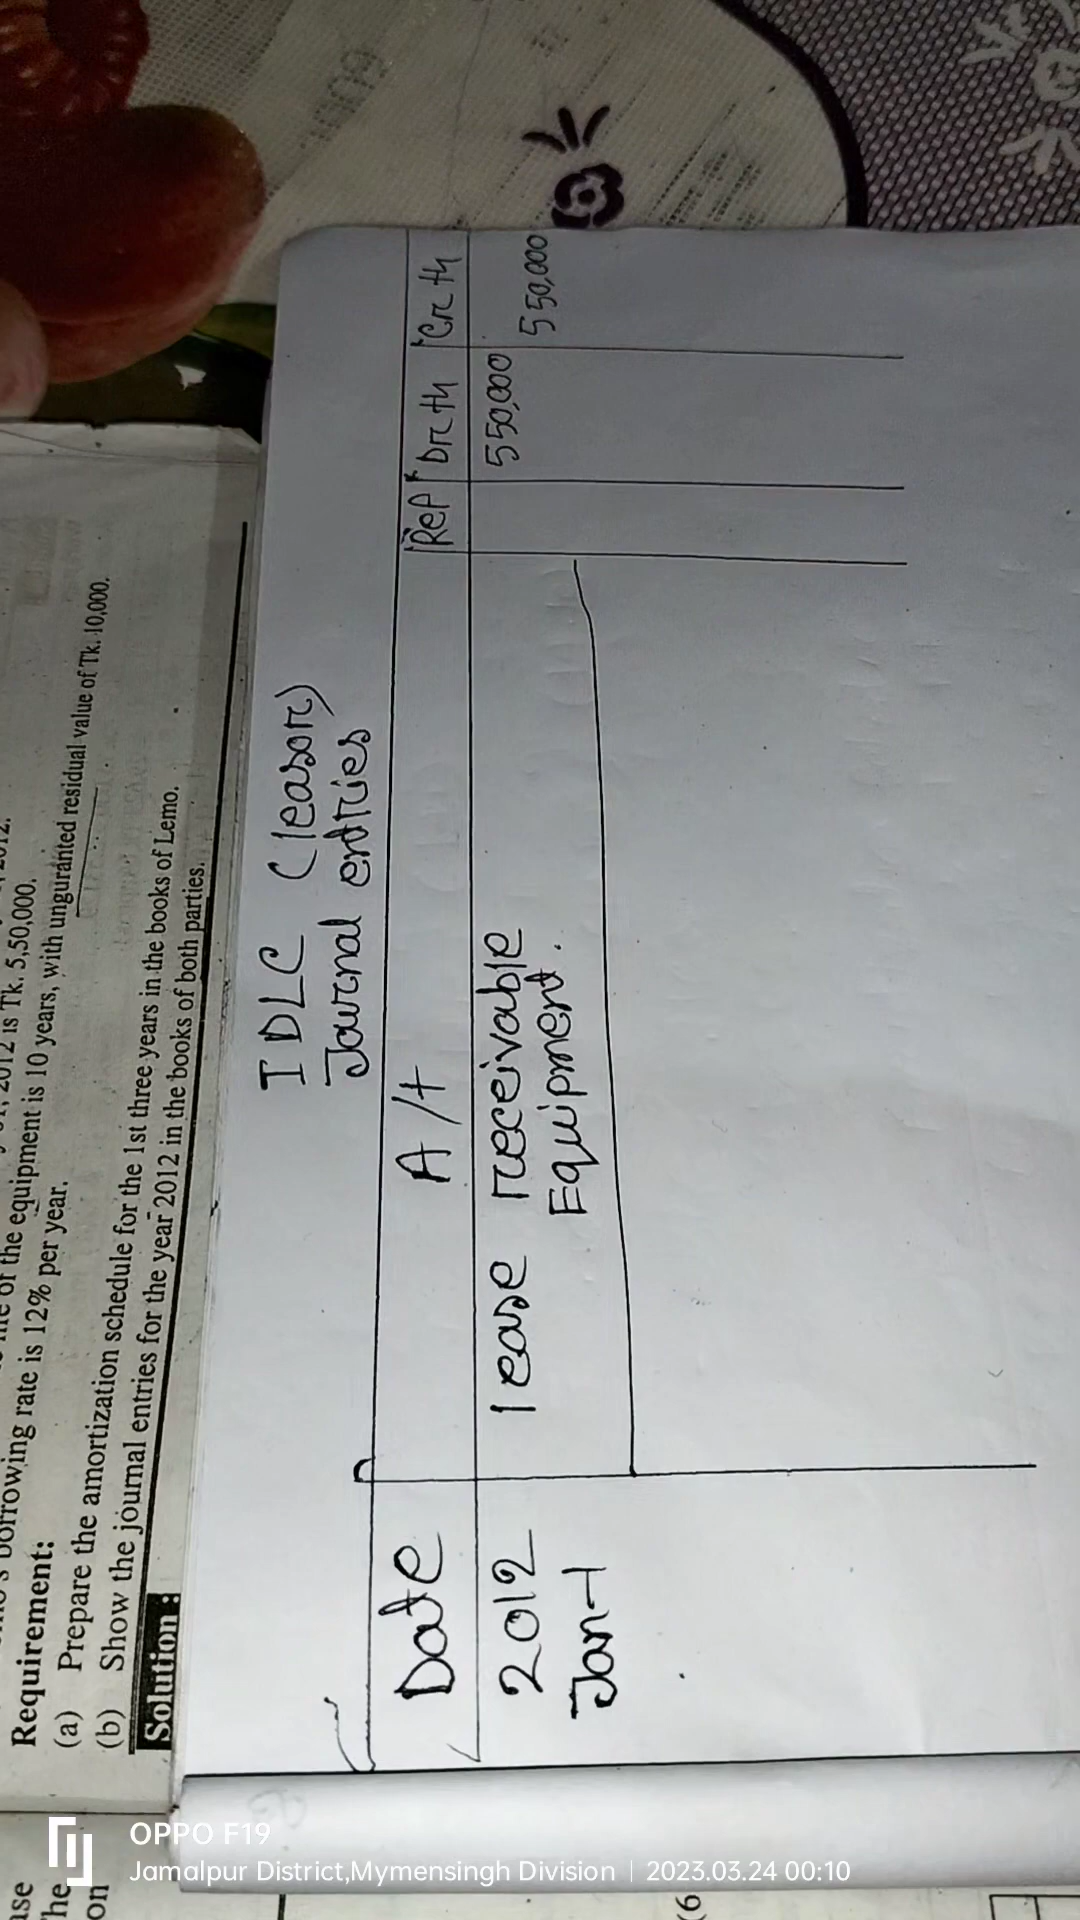 2012 is Tk. 5,50,000.
of the equipment is 10 years, with unguranted residual value of Tk. 10,000.
borrowing rate is 12% per year.
Requirement:
(a) Prepare the amortization schedule for the 1st three years in the books of Lemo.
(b) Show the journal entries for the year 2012 in the books of both parties.
Solution :
IDLC (leasor)
Journal entries
Date A/t Ref Dr th Cr th
2012 lease receivable 550,000
Jan-1 Equipment. 550,000
on
(6
OPPO F19
Jamalpur District,Mymensingh Division | 2023.03.24 00:10